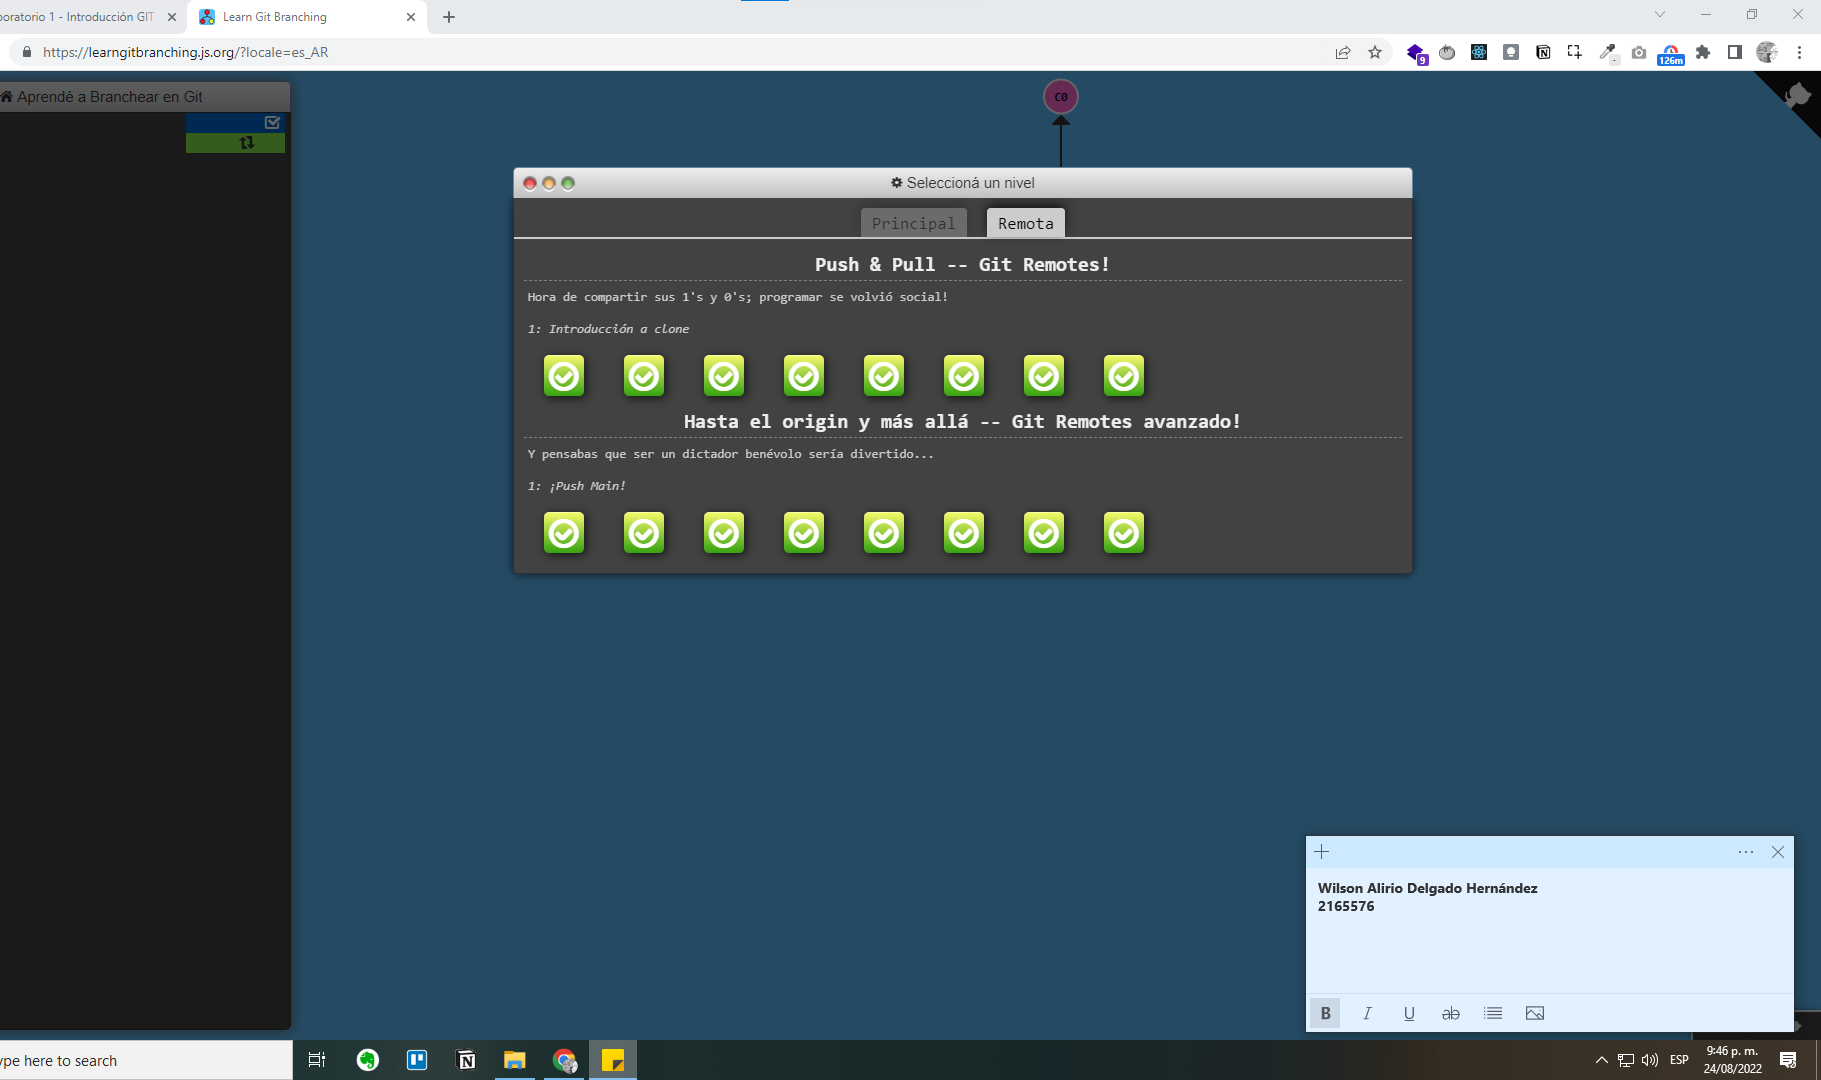 boratorio 1 - Introducción GIT
Learn Git Branching
https://learngitbranching.js.org/?locale=es_AR
9
126m
Aprendé a Branchear en Git
C0
Seleccioná un nivel
Principal
Remota
Push & Pull -- Git Remotes!
Hora de compartir sus 1's y 0's; programar se volvió social!
1: Introducción a clone
Hasta el origin y más allá -- Git Remotes avanzado!
Y pensabas que ser un dictador benévolo sería divertido...
1: ¡Push Main!
Wilson Alirio Delgado Hernández
2165576
B I U ab
ype here to search
ESP
9:46 p. m.
24/08/2022